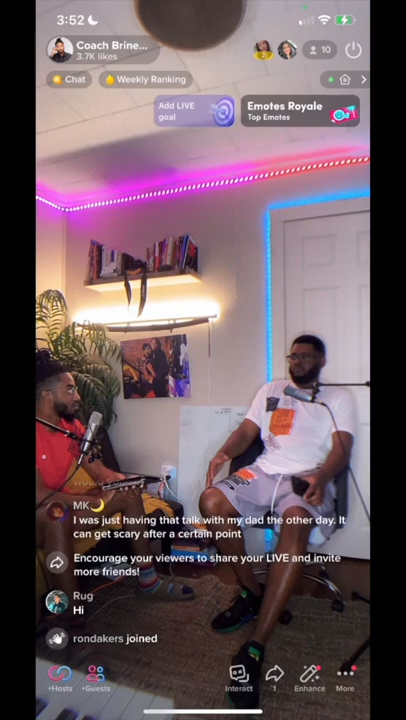 3:52
Coach Brine...
3.7K likes
10
Chat
Weekly Ranking
Add LIVE
goal
Emotes Royale
Top Emotes
MK🌙
I was just having that talk with my dad the other day. It
can get scary after a certain point
Encourage your viewers to share your LIVE and invite
more friends!
Rug
Hi
rondakers joined
+Hosts
+Guests
Interact
1
Enhance
More